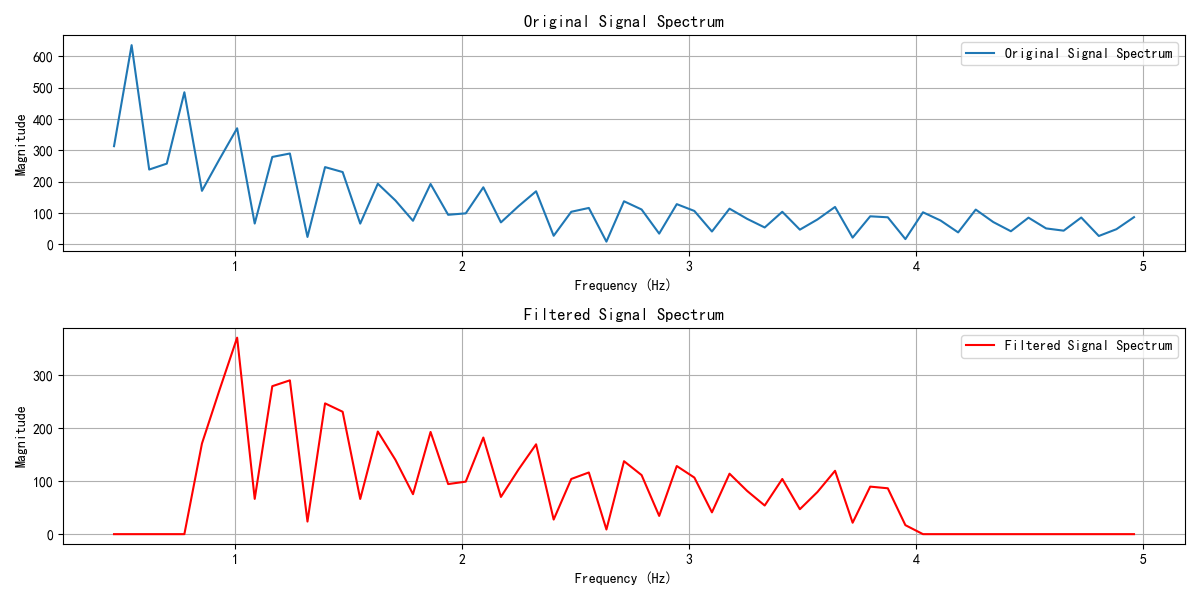 Original Signal Spectrum
Original Signal Spectrum
Magnitude
600
500
400
300
200
100
0
1
2
3
4
5
Frequency (Hz)
Filtered Signal Spectrum
Filtered Signal Spectrum
Magnitude
300
200
100
0
1
2
3
4
5
Frequency (Hz)